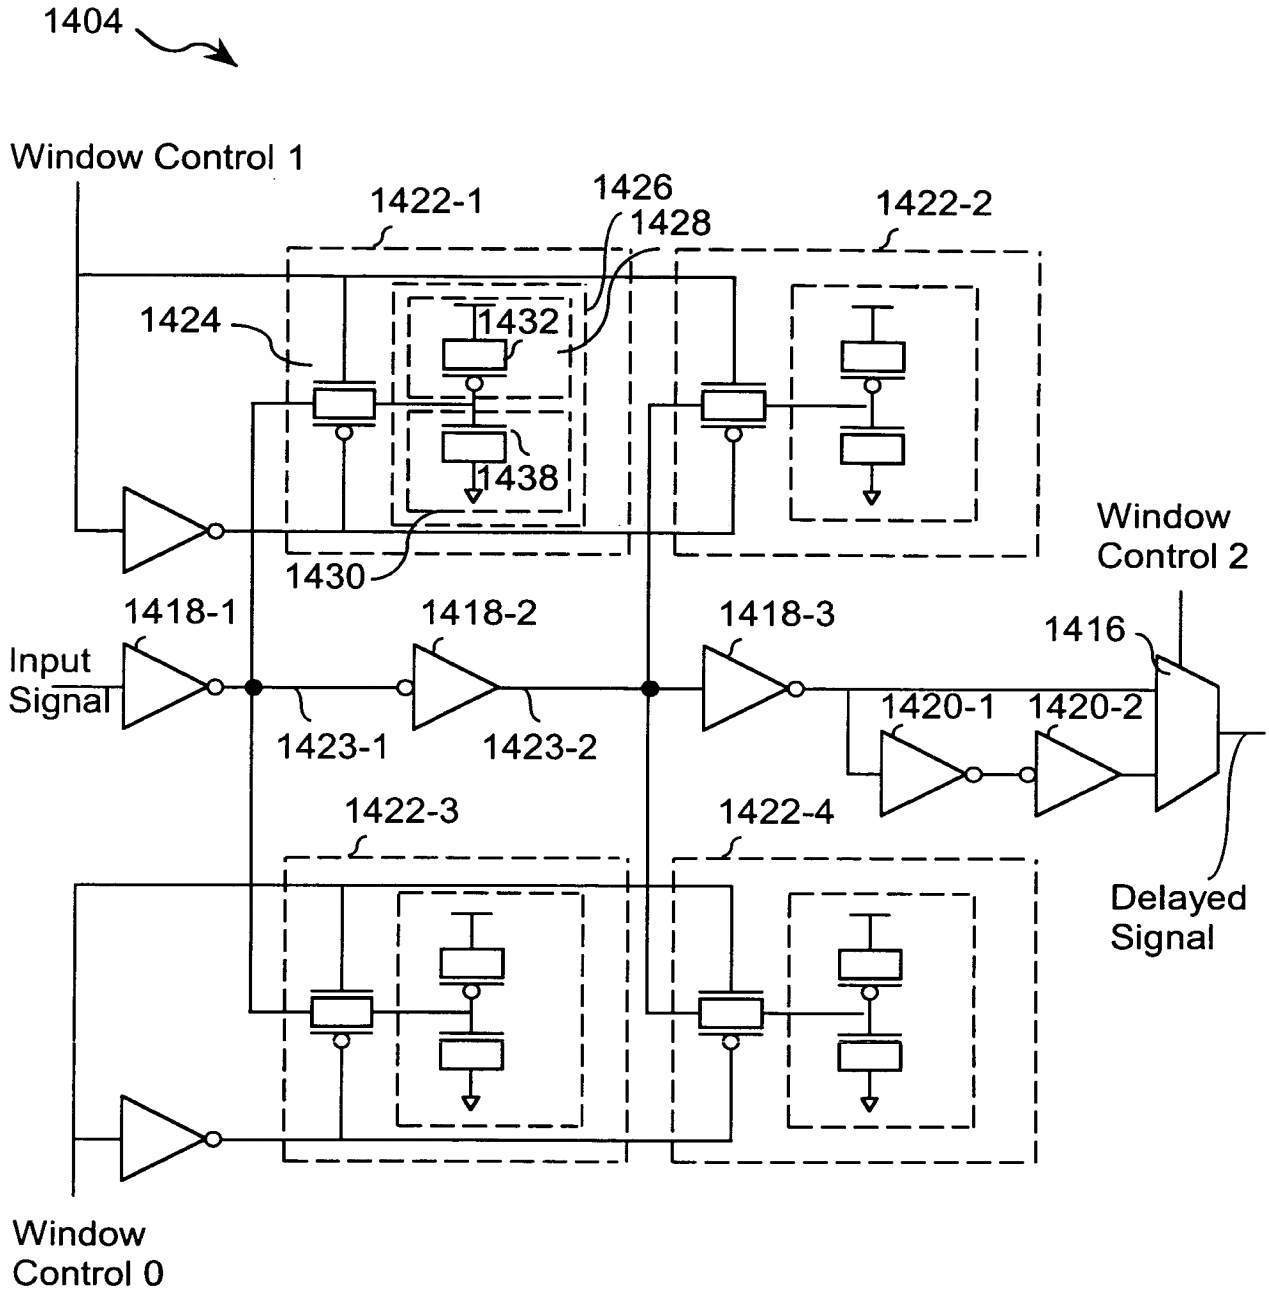 1404
Window Control 1
1422-1
1426
1428
1422-2
1424
1432
1438
1430
Window
Control 2
1418-1
1418-2
1418-3
1416
Input
Signal
1420-1
1420-2
1423-1
1423-2
1422-3
1422-4
Delayed
Signal
Window
Control 0